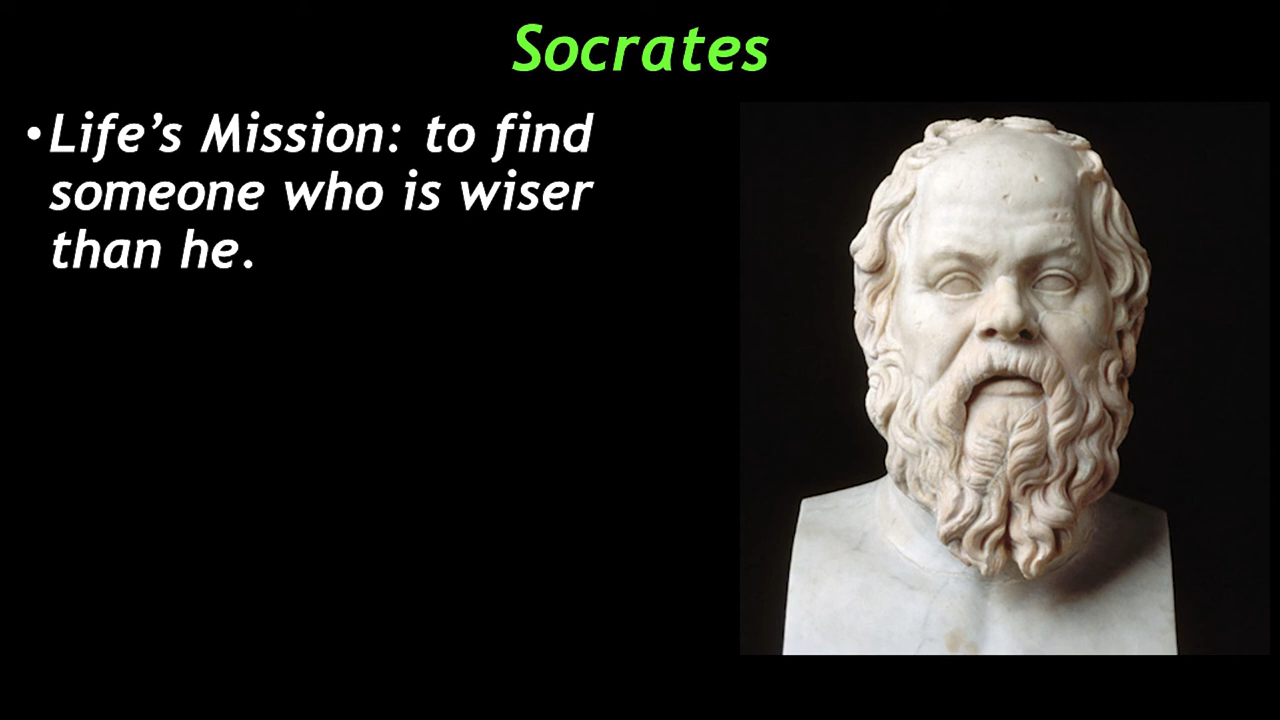 Socrates
•Life’s Mission: to find
someone who is wiser
than he.